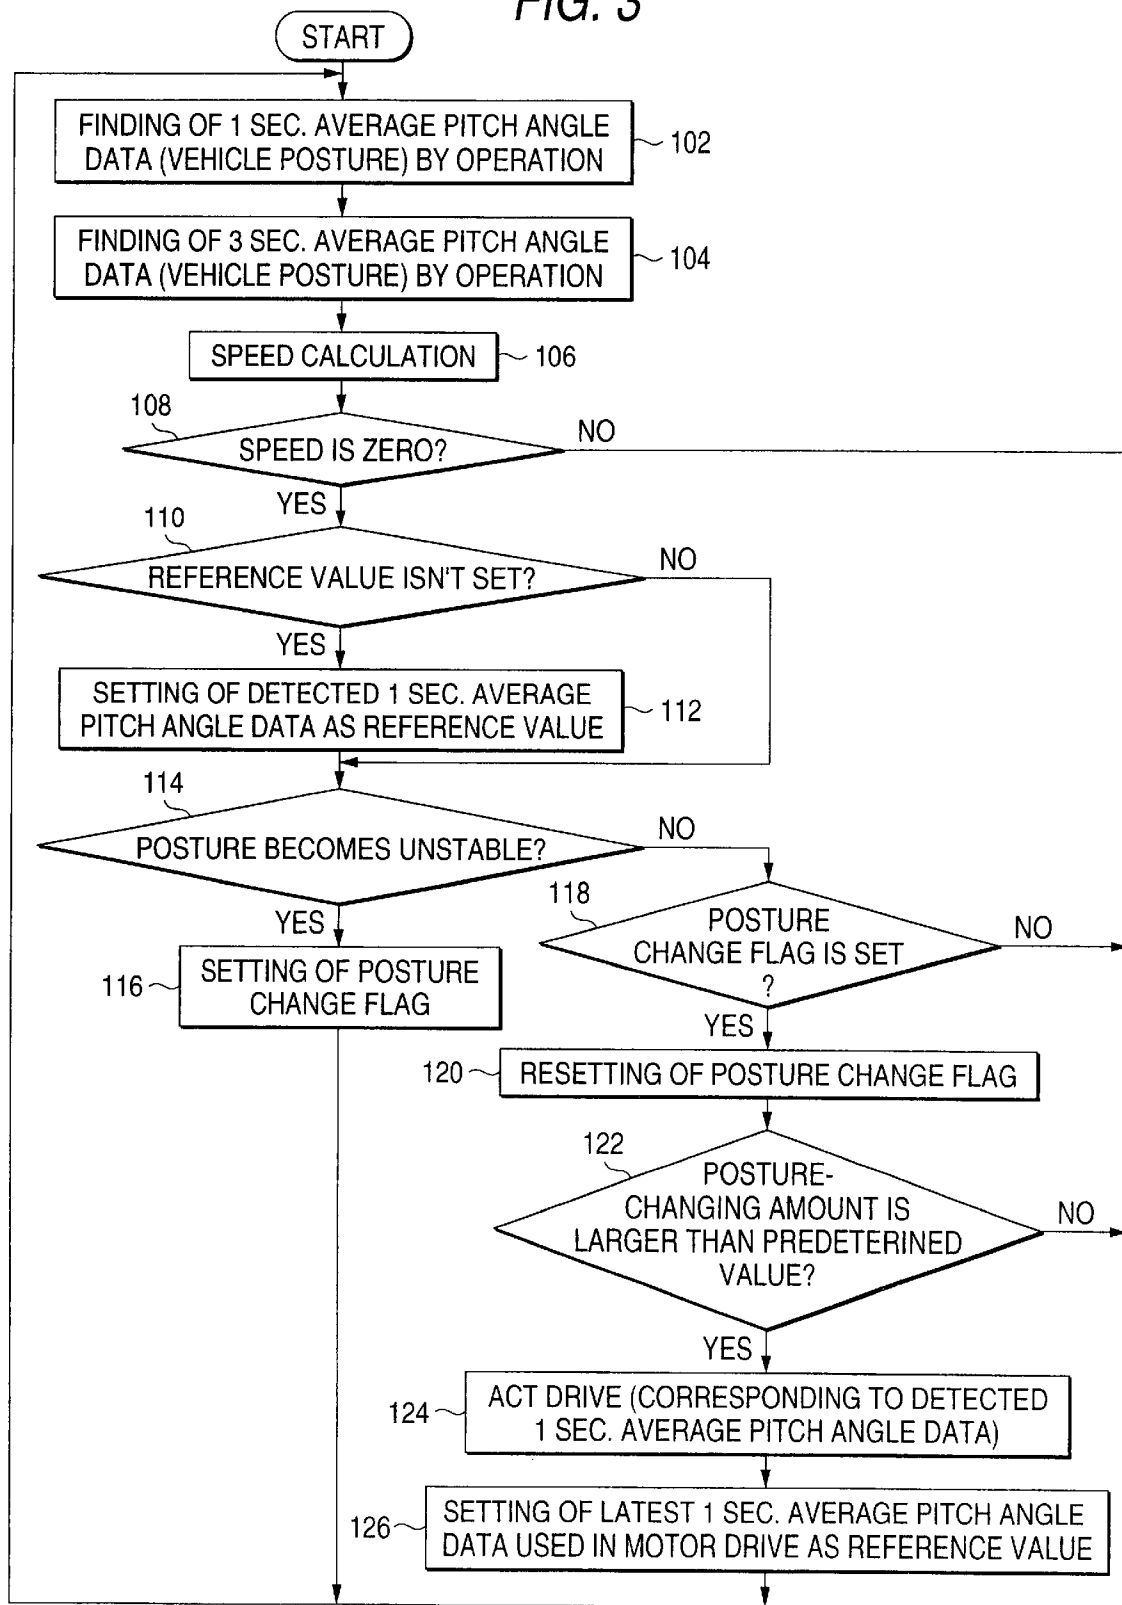 FIG. 3
START
FINDING OF 1 SEC. AVERAGE PITCH ANGLE
DATA (VEHICLE POSTURE) BY OPERATION
102
FINDING OF 3 SEC. AVERAGE PITCH ANGLE
DATA (VEHICLE POSTURE) BY OPERATION
104
SPEED CALCULATION
106
108
SPEED IS ZERO?
NO
YES
110
REFERENCE VALUE ISN'T SET?
NO
YES
SETTING OF DETECTED 1 SEC. AVERAGE
PITCH ANGLE DATA AS REFERENCE VALUE
112
114
POSTURE BECOMES UNSTABLE?
NO
YES
116
SETTING OF POSTURE
CHANGE FLAG
118
POSTURE
CHANGE FLAG IS SET
?
NO
YES
120
RESETTING OF POSTURE CHANGE FLAG
122
POSTURE-
CHANGING AMOUNT IS
LARGER THAN PREDETERINED
VALUE?
NO
YES
124
ACT DRIVE (CORRESPONDING TO DETECTED
1 SEC. AVERAGE PITCH ANGLE DATA)
126
SETTING OF LATEST 1 SEC. AVERAGE PITCH ANGLE
DATA USED IN MOTOR DRIVE AS REFERENCE VALUE